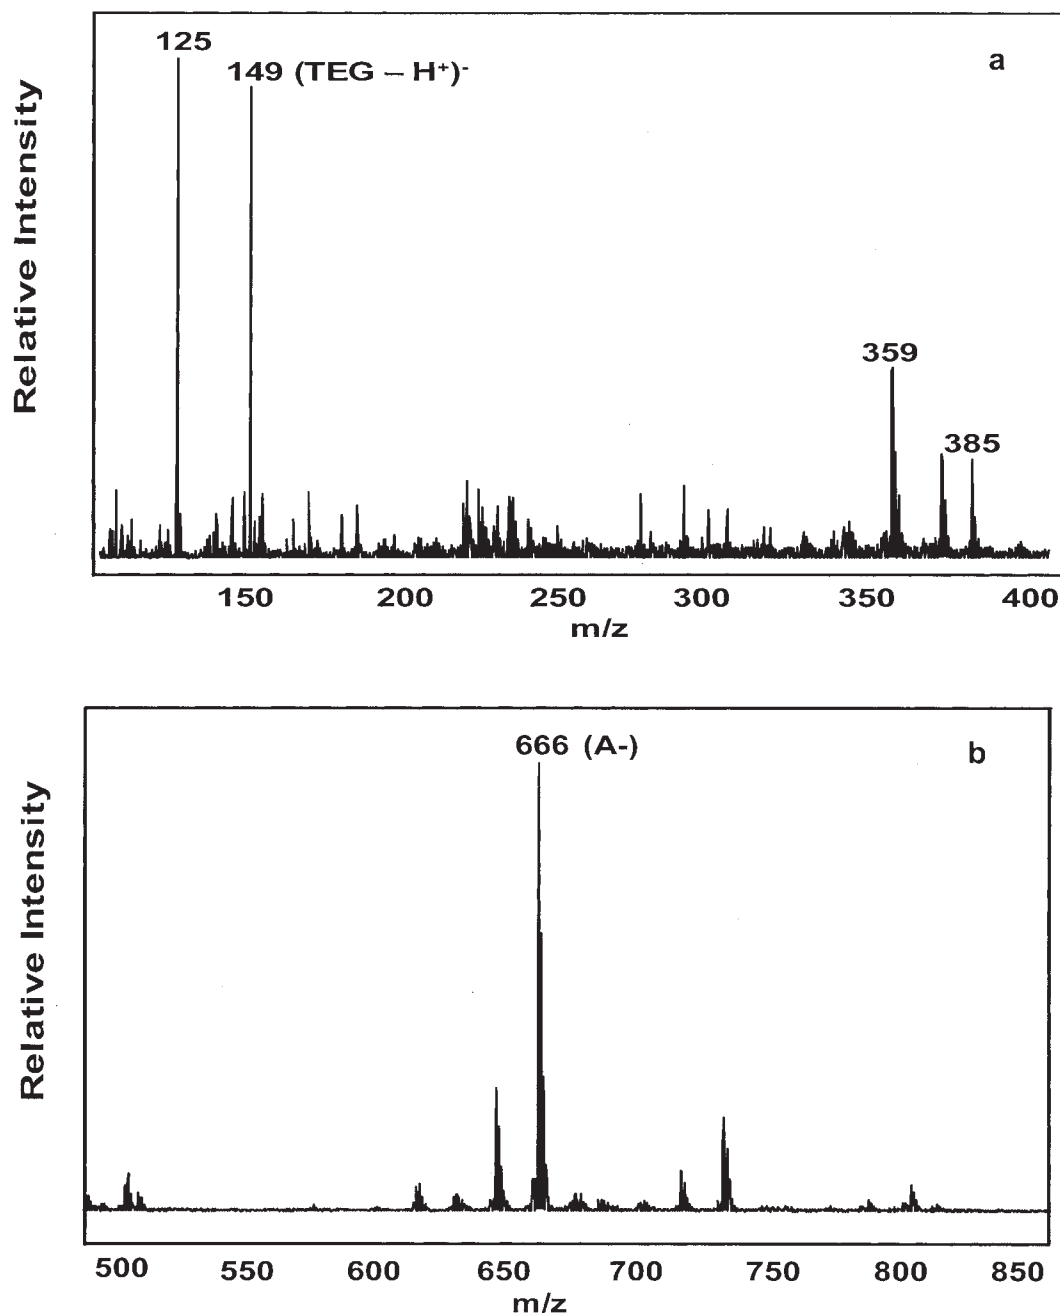 125
149 (TEG – H⁺)⁻
a
359
385
Relative Intensity
150 200 250 300 350 400
m/z
666 (A-)
b
Relative Intensity
500 550 600 650 700 750 800 850
m/z